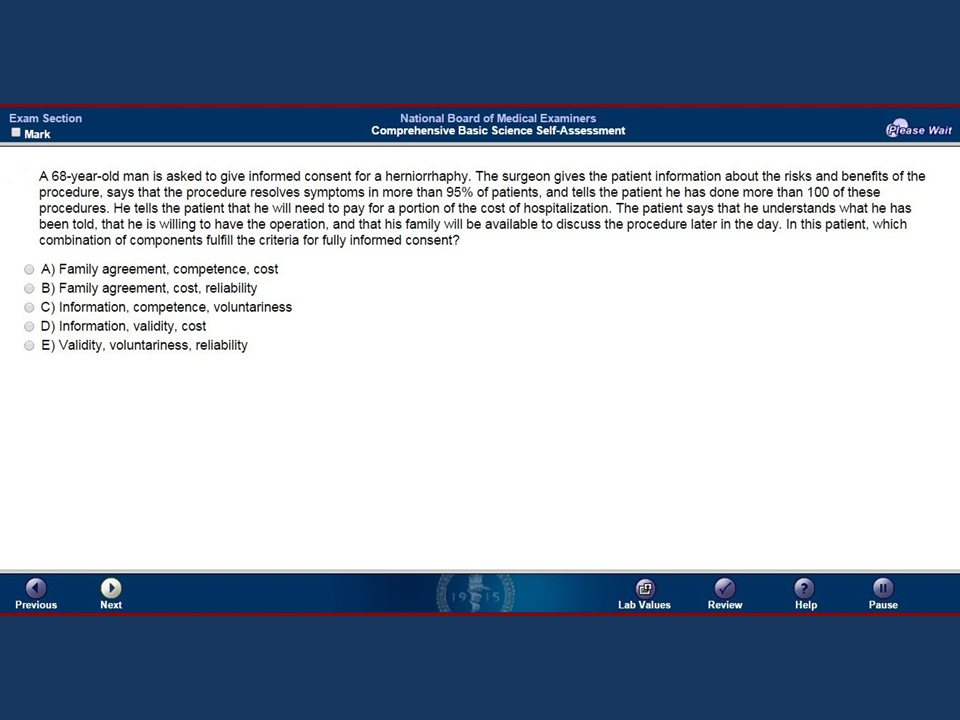 Exam Section
National Board of Medical Examiners
Mark
Comprehensive Basic Science Self-Assessment
Please Wait
A 68-year-old man is asked to give informed consent for a herniorrhaphy. The surgeon gives the patient information about the risks and benefits of the
procedure, says that the procedure resolves symptoms in more than 95% of patients, and tells the patient he has done more than 100 of these
procedures. He tells the patient that he will need to pay for a portion of the cost of hospitalization. The patient says that he understands what he has
been told, that he is willing to have the operation, and that his family will be available to discuss the procedure later in the day. In this patient, which
combination of components fulfill the criteria for fully informed consent?
A) Family agreement, competence, cost
B) Family agreement, cost, reliability
C) Information, competence, voluntariness
D) Information, validity, cost
E) Validity, voluntariness, reliability
1915
Previous
Next
Lab Values
Review
Help
Pause